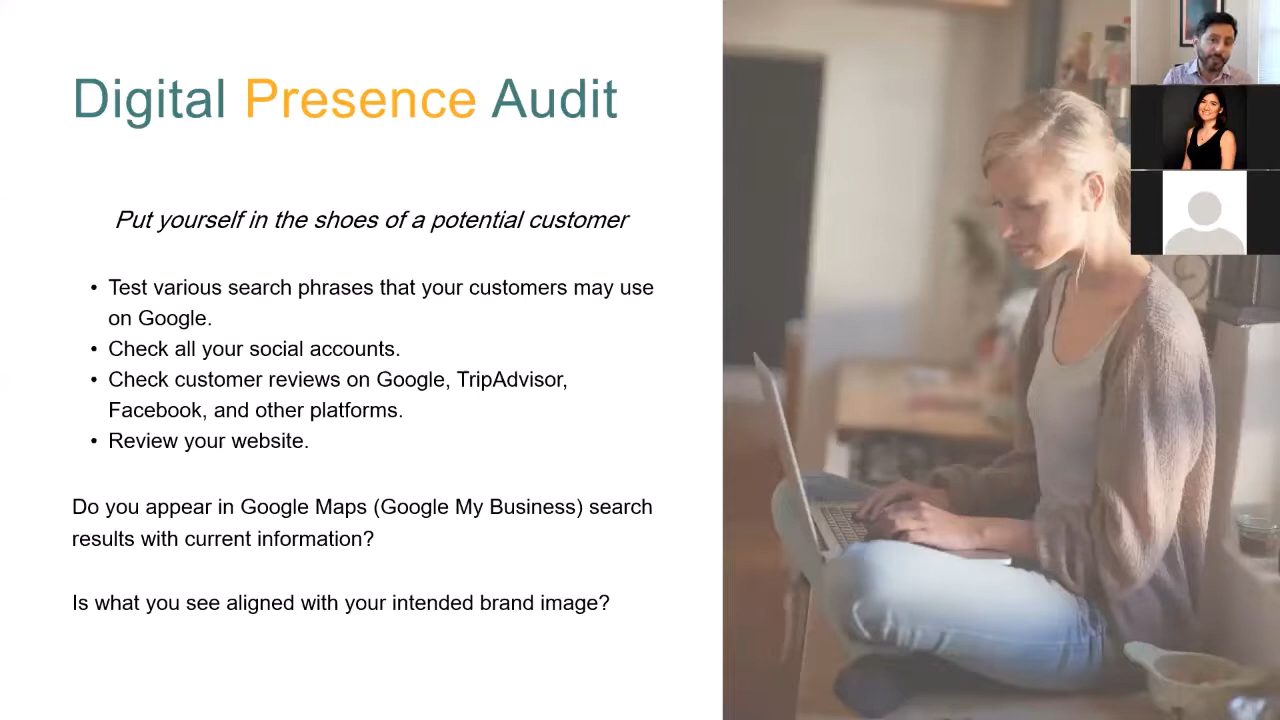 Digital Presence Audit
Put yourself in the shoes of a potential customer
• Test various search phrases that your customers may use
on Google.
• Check all your social accounts.
• Check customer reviews on Google, TripAdvisor,
Facebook, and other platforms.
• Review your website.
Do you appear in Google Maps (Google My Business) search
results with current information?
Is what you see aligned with your intended brand image?